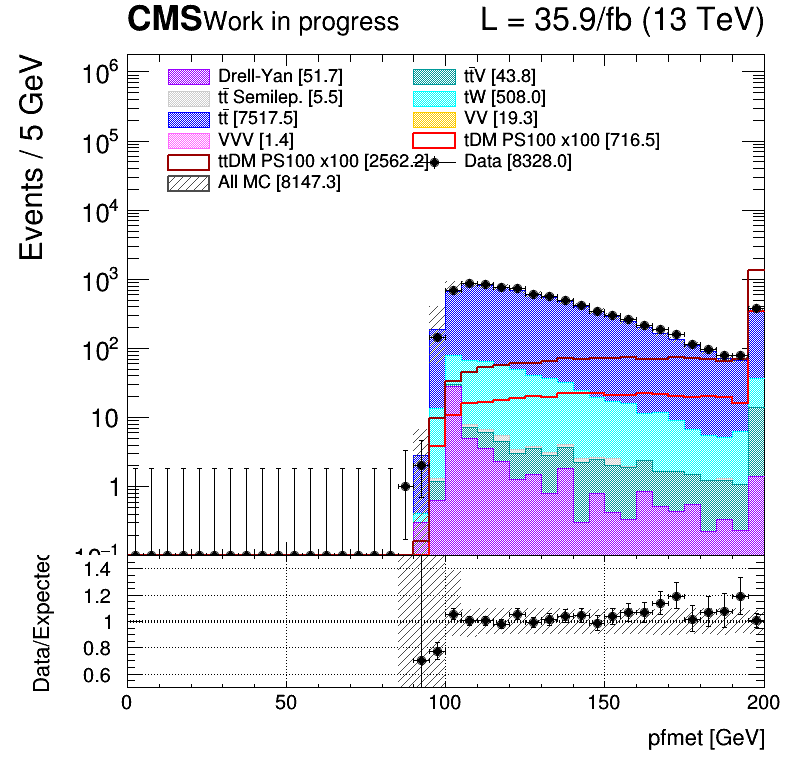 CMS Work in progress L = 35.9/fb (13 TeV)
Events / 5 GeV
10⁶
10⁵
10⁴
10³
10²
10
1
10⁻¹
Drell-Yan [51.7] tt̄V [43.8]
tt̄ Semilep. [5.5] tW [508.0]
tt̄ [7517.5] VV [19.3]
VVV [1.4] tDM PS100 x100 [716.5]
ttDM PS100 x100 [2562.2] Data [8328.0]
All MC [8147.3]
Data/Expected
1.4
1.2
1
0.8
0.6
0 50 100 150 200
pfmet [GeV]